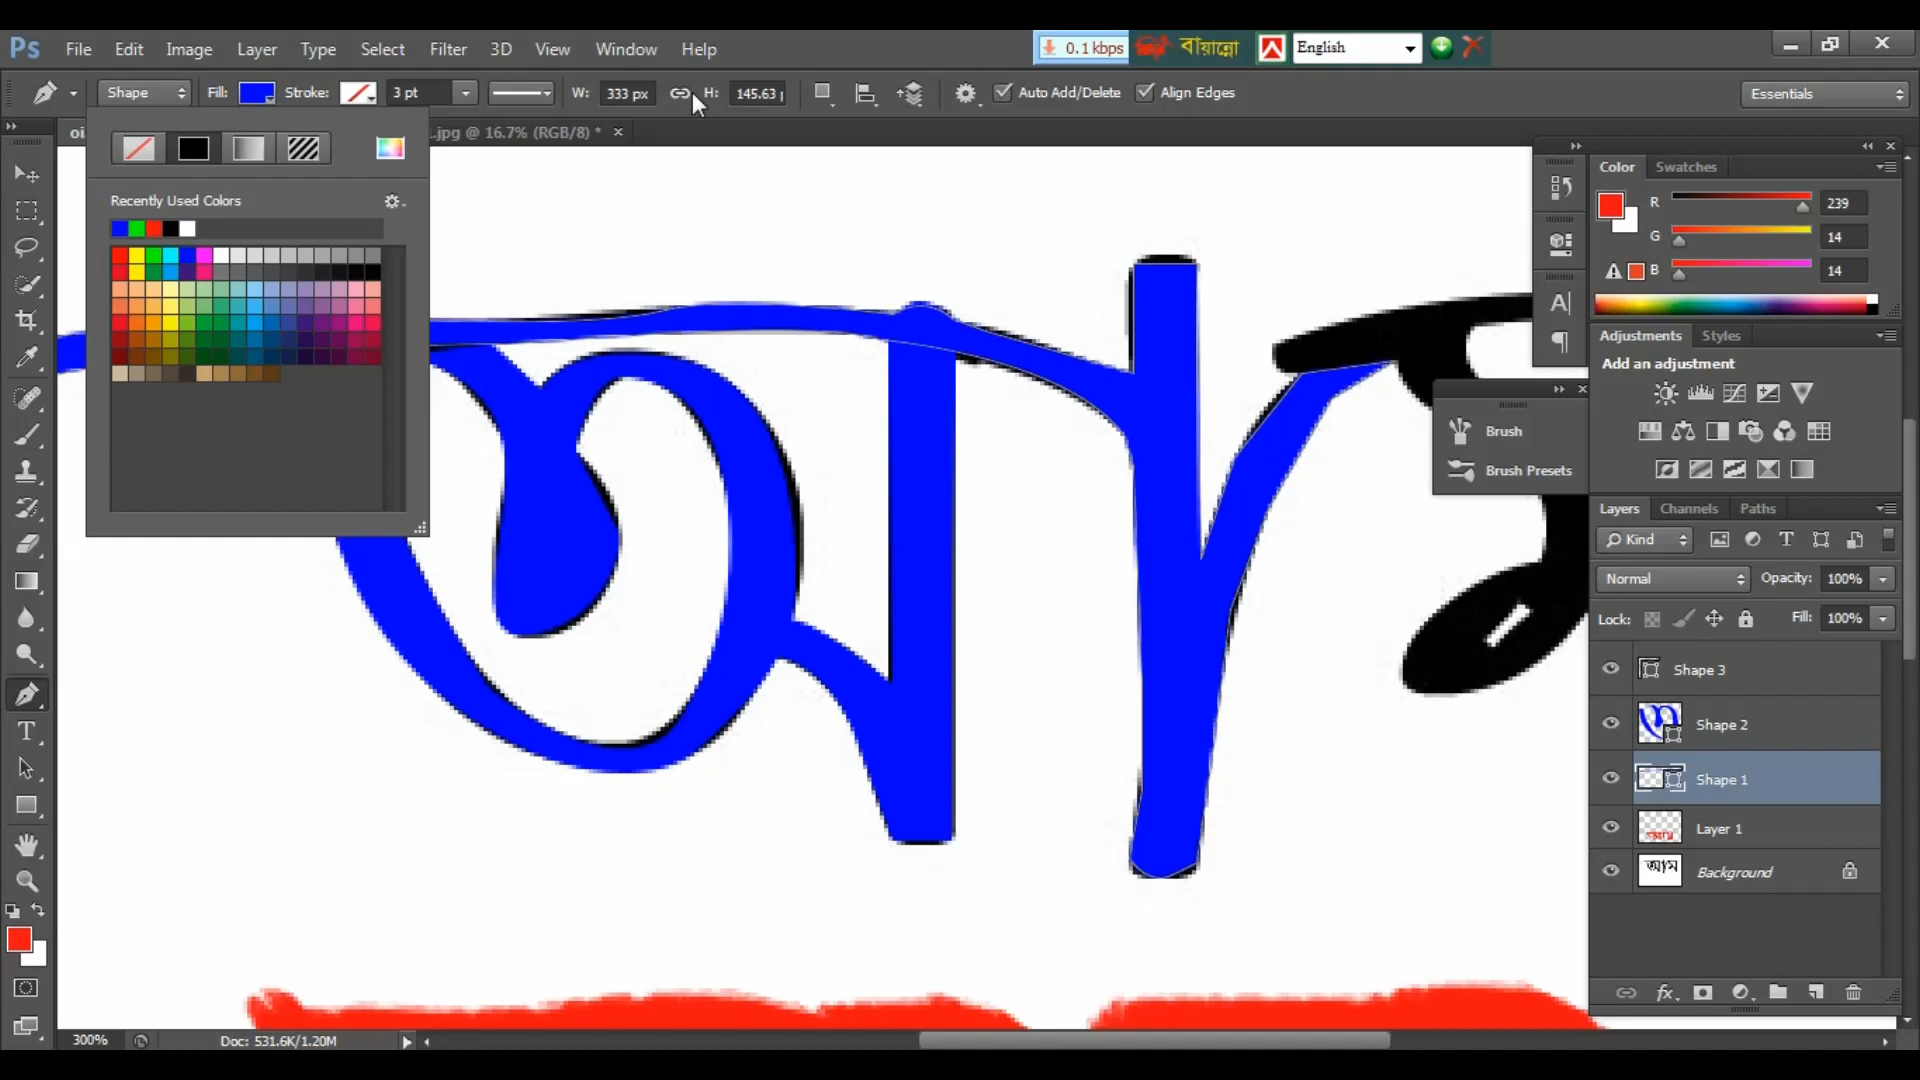 Ps File Edit Image Layer Type Select Filter 3D View Window Help
0.1 kbps বায়ান্নো English
Shape Fill: Stroke: 3 pt W: 333 px H: 145.63 Auto Add/Delete Align Edges Essentials
.jpg @ 16.7% (RGB/8) *
Recently Used Colors
Color Swatches
R 239
G 14
B 14
Adjustments Styles
Add an adjustment
Brush
Brush Presets
Layers Channels Paths
Kind
Normal Opacity: 100%
Lock: Fill: 100%
Shape 3
Shape 2
Shape 1
Layer 1
Background
300% Doc: 531.6K/1.20M